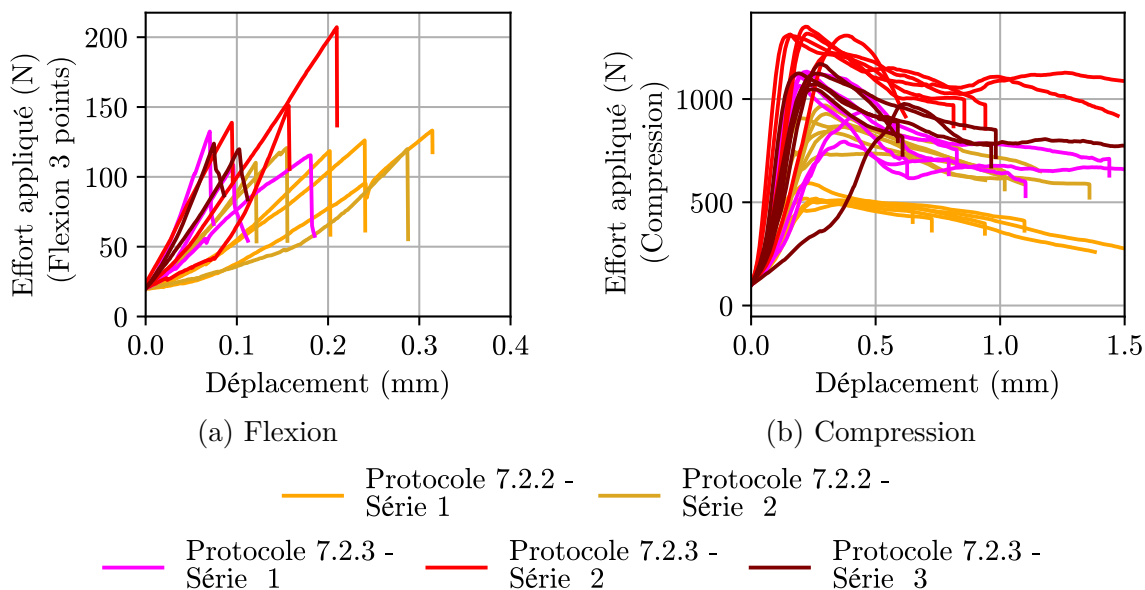 Effort appliqué (N)
(Flexion 3 points)
200
150
100
50
0
0.0 0.1 0.2 0.3 0.4
Déplacement (mm)
(a) Flexion
Effort appliqué (N)
(Compression)
1000
500
0
0.0 0.5 1.0 1.5
Déplacement (mm)
(b) Compression
Protocole 7.2.2 -
Série 1
Protocole 7.2.2 -
Série 2
Protocole 7.2.3 -
Série 1
Protocole 7.2.3 -
Série 2
Protocole 7.2.3 -
Série 3